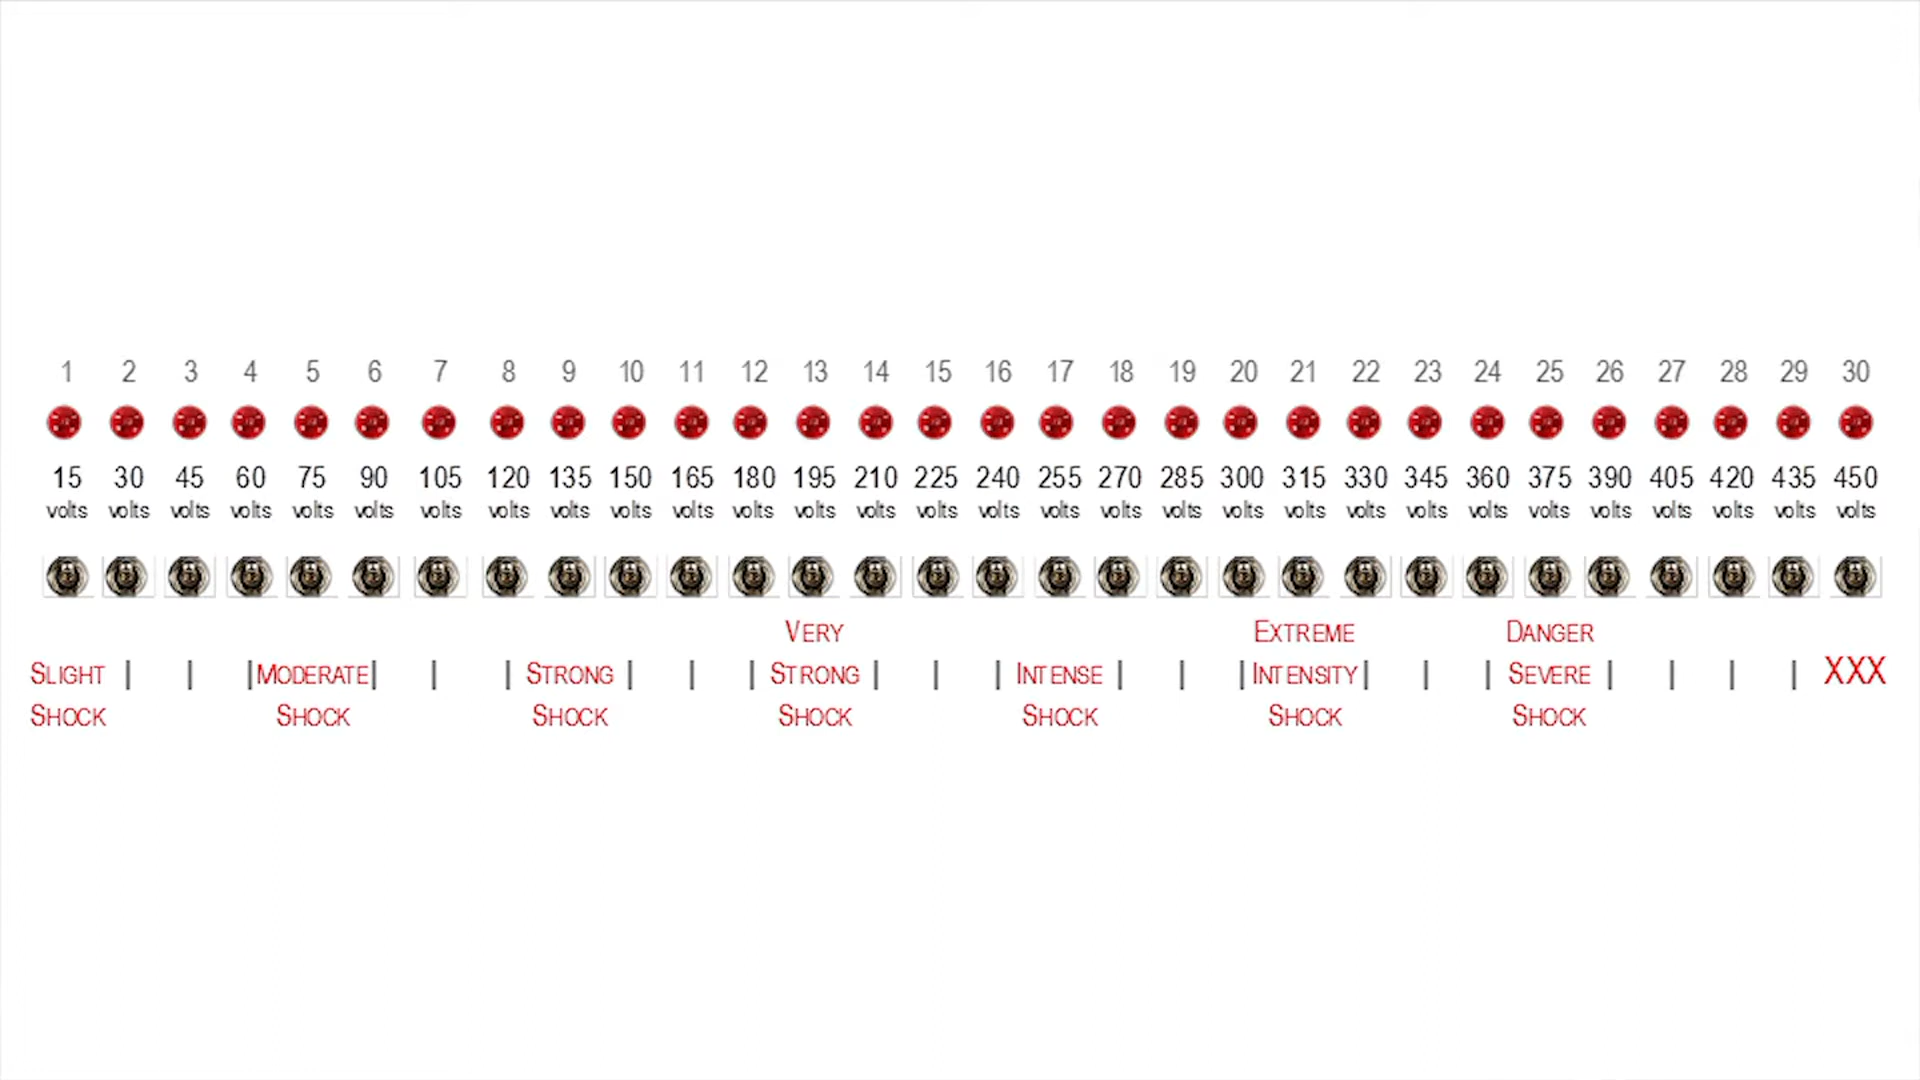 1 2 3 4 5 6 7 8 9 10 11 12 13 14 15 16 17 18 19 20 21 22 23 24 25 26 27 28 29 30
15 30 45 60 75 90 105 120 135 150 165 180 195 210 225 240 255 270 285 300 315 330 345 360 375 390 405 420 435 450
volts volts volts volts volts volts volts volts volts volts volts volts volts volts volts volts volts volts volts volts volts volts volts volts volts volts volts volts volts volts
VERY EXTREME DANGER
SLIGHT | | | MODERATE | | | STRONG | | | STRONG | | | INTENSE | | | INTENSITY | | | SEVERE | | | | XXX
SHOCK SHOCK SHOCK SHOCK SHOCK SHOCK SHOCK